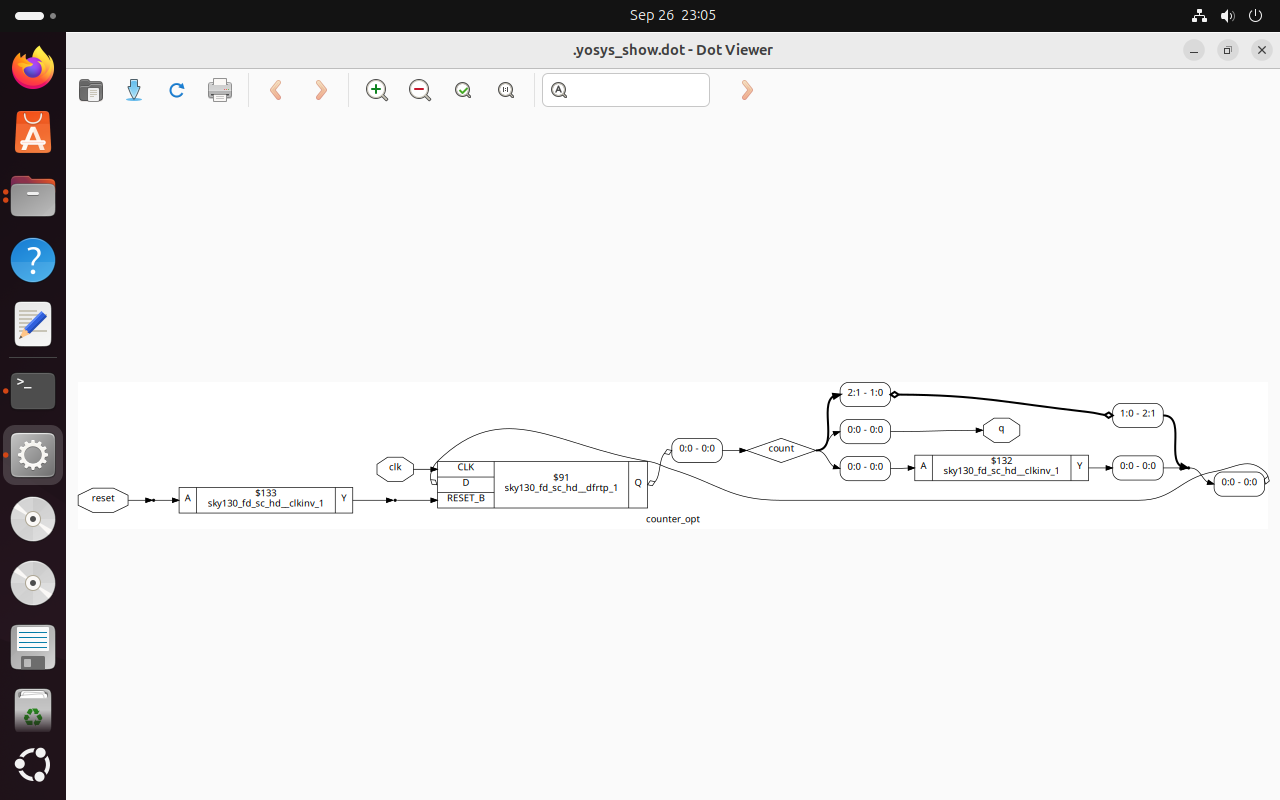 Sep 26 23:05
.yosys_show.dot - Dot Viewer
2:1 - 1:0
1:0 - 2:1
0:0 - 0:0
q
0:0 - 0:0
count
clk
CLK
D
RESET_B
$91
sky130_fd_sc_hd__dfrtp_1
Q
0:0 - 0:0
A
$132
sky130_fd_sc_hd__clkinv_1
Y
0:0 - 0:0
0:0 - 0:0
reset
A
$133
sky130_fd_sc_hd__clkinv_1
Y
counter_opt